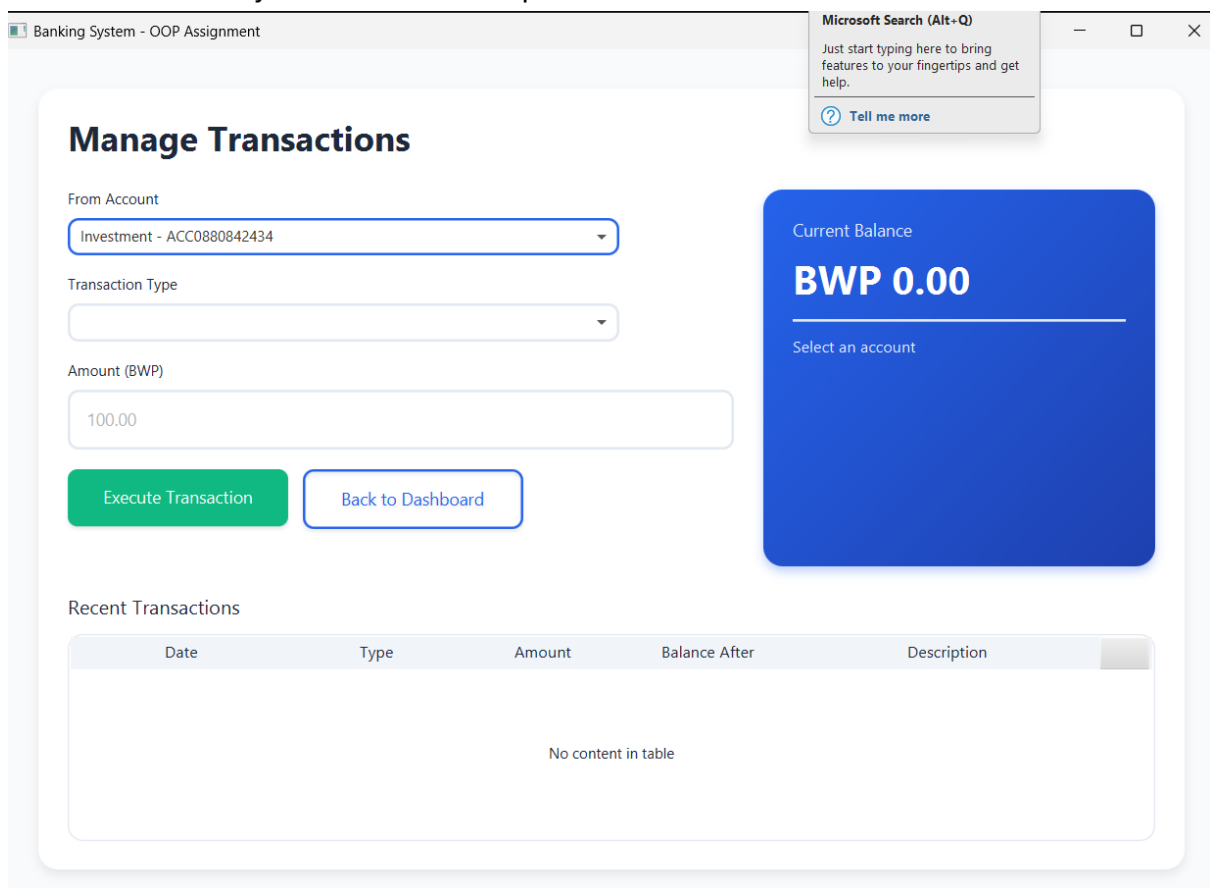 Banking System - OOP Assignment
Microsoft Search (Alt+Q)
Just start typing here to bring
features to your fingertips and get
help.
Tell me more
Manage Transactions
From Account
Investment - ACC0880842434
Transaction Type
Amount (BWP)
100.00
Execute Transaction
Back to Dashboard
Current Balance
BWP 0.00
Select an account
Recent Transactions
Date Type Amount Balance After Description
No content in table